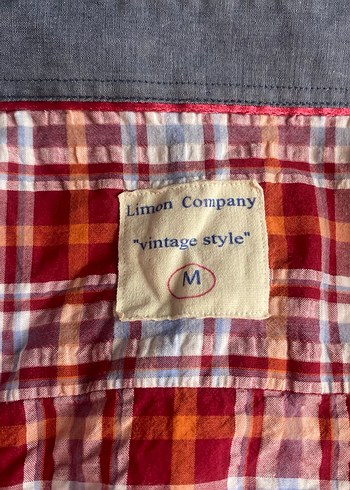 Limon Company
"vintage style"
M